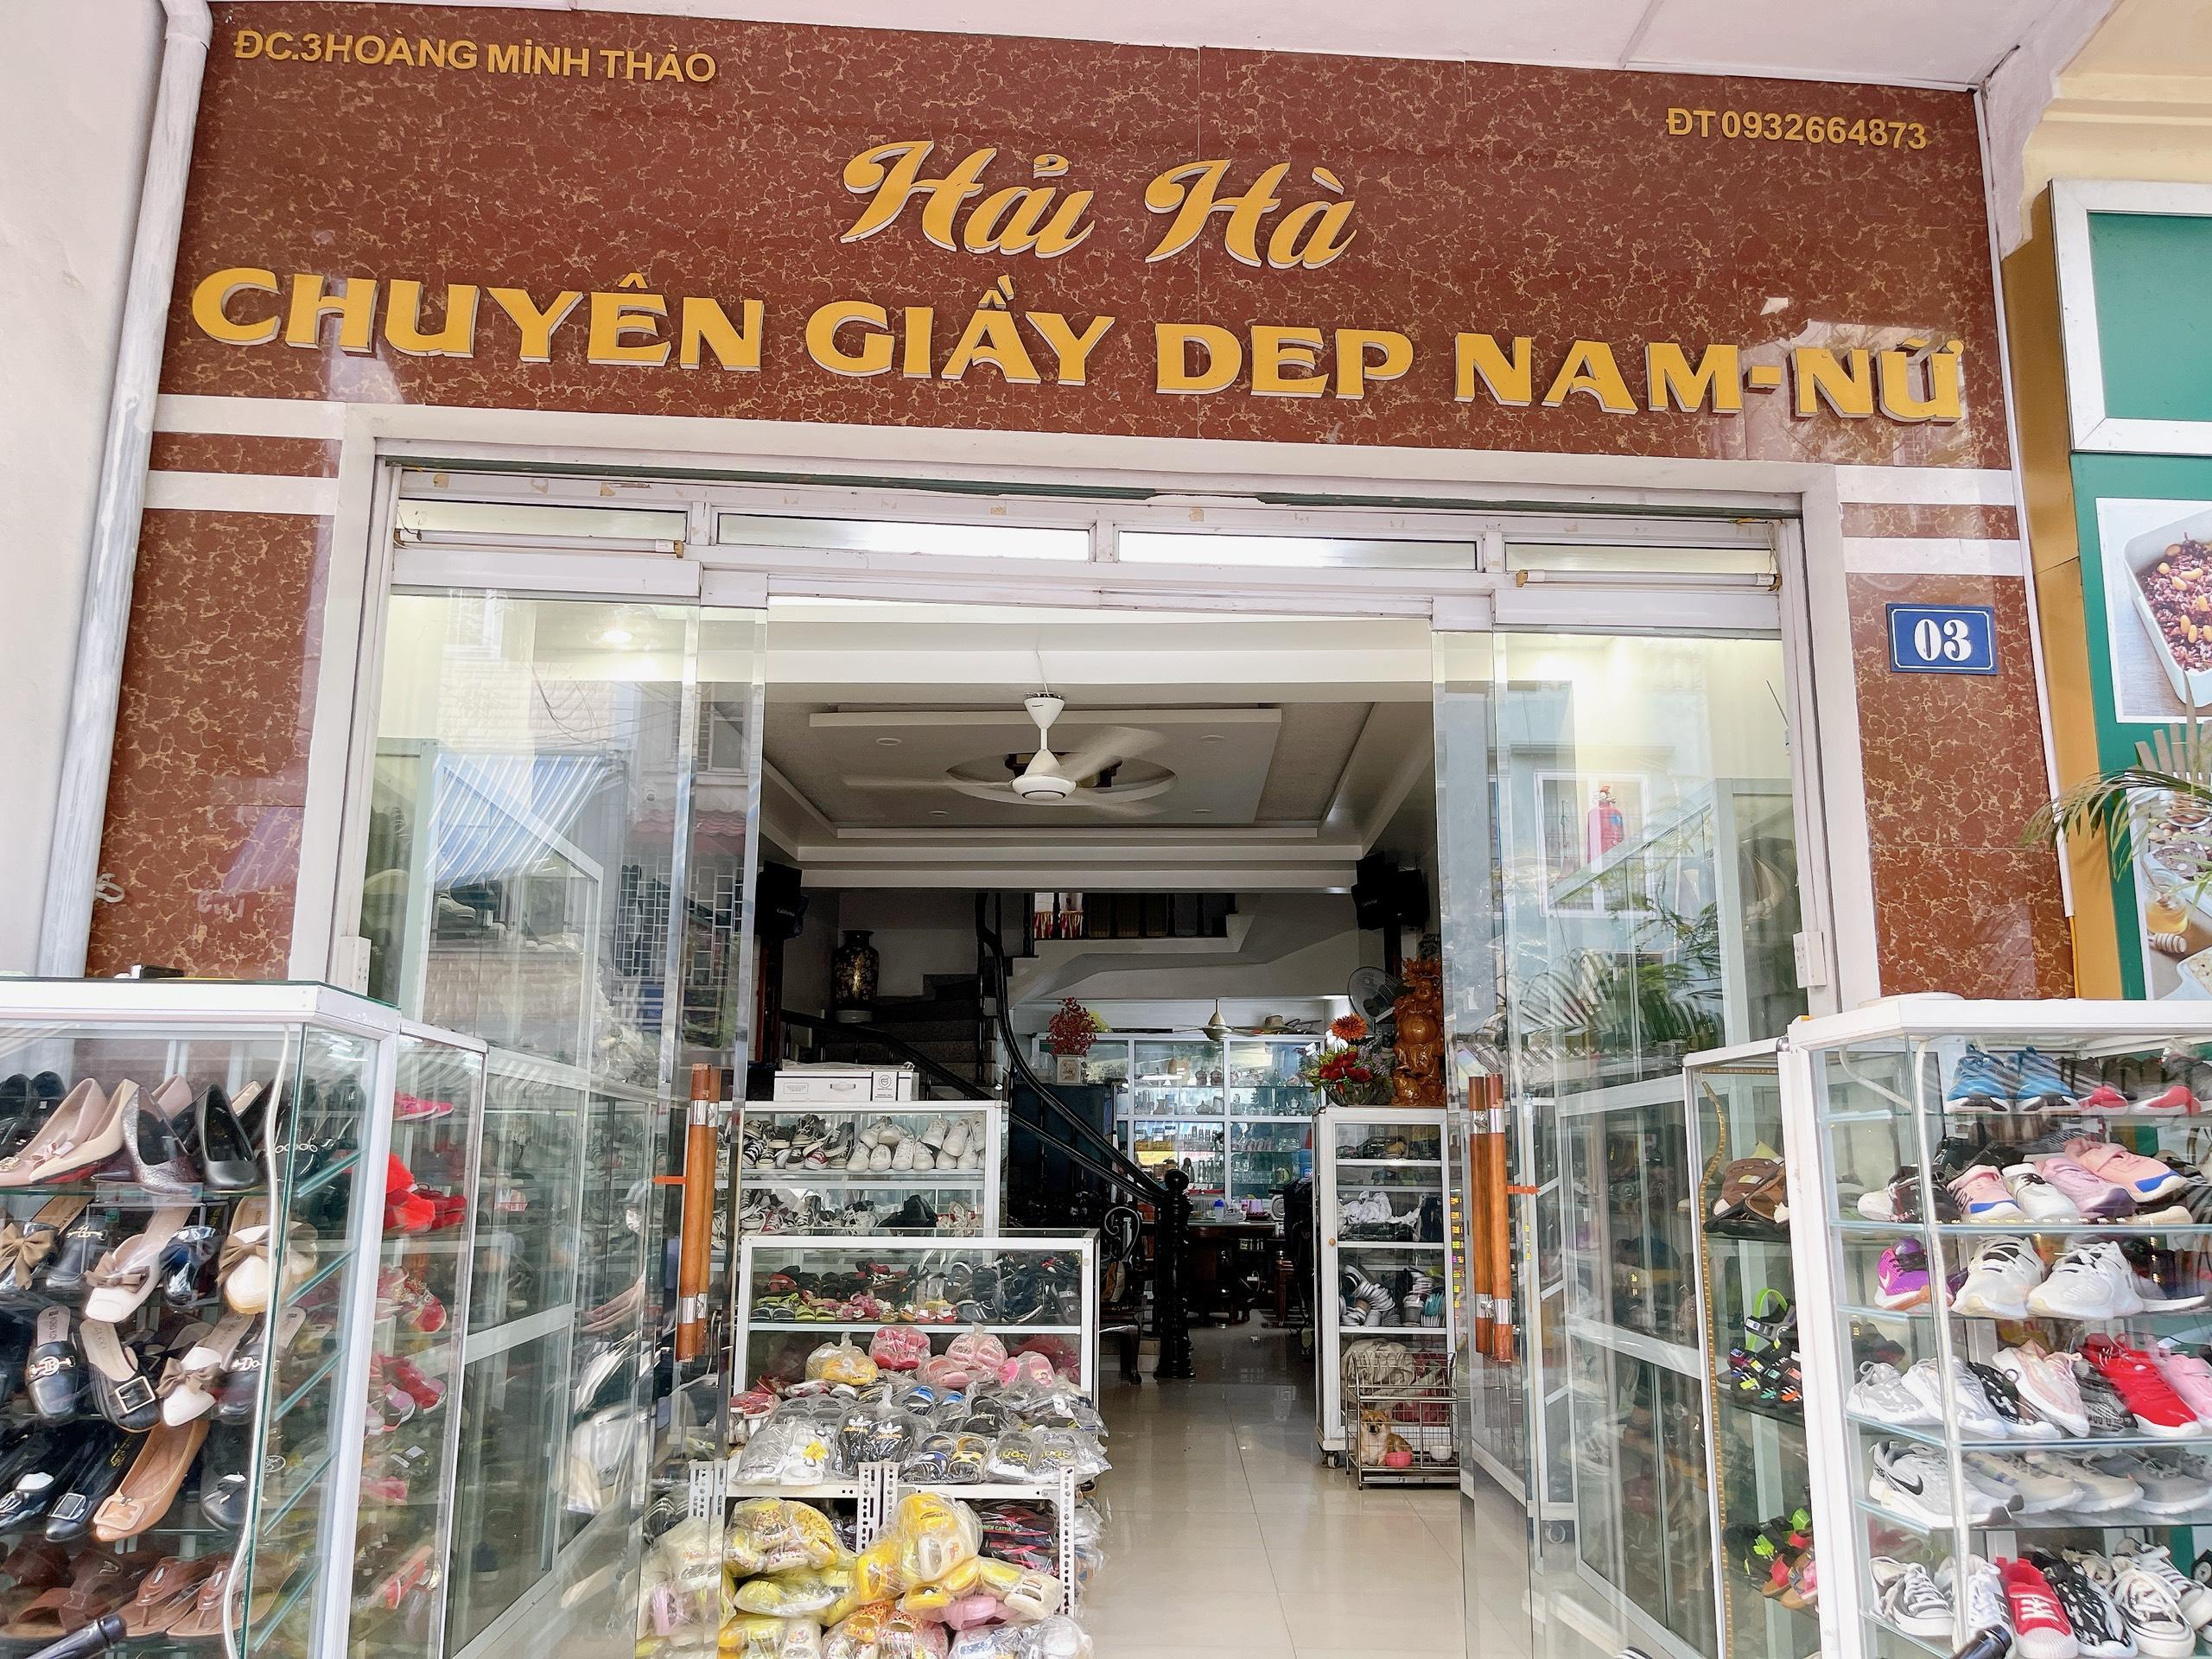 ĐC.3HOÀNG MINH THẢO
ĐT 0932664873
Hải Hà
CHUYÊN GIẦY DEP NAM-NỮ
03